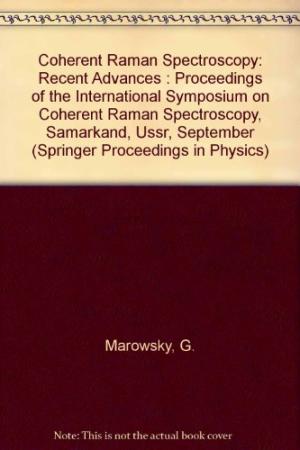 Coherent Raman Spectroscopy:
Recent Advances : Proceedings
of the International Symposium on
Coherent Raman Spectroscopy,
Samarkand, Ussr, September
(Springer Proceedings in Physics)
Marowsky, G.
Note: This is not the actual book cover